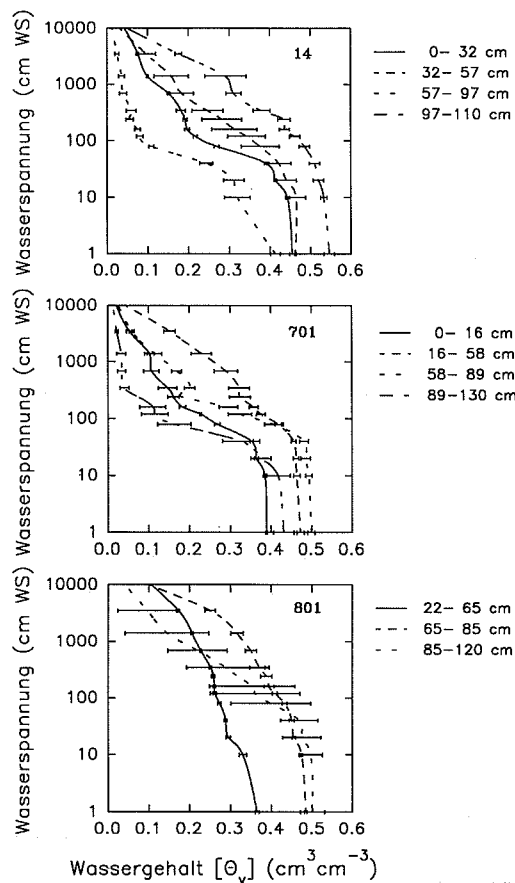 Wasserspannung (cm WS)
10000
1000
100
10
1
14
0.0 0.1 0.2 0.3 0.4 0.5 0.6
0− 32 cm
32− 57 cm
57− 97 cm
97−110 cm
Wasserspannung (cm WS)
10000
1000
100
10
1
701
0.0 0.1 0.2 0.3 0.4 0.5 0.6
0− 16 cm
16− 58 cm
58− 89 cm
89−130 cm
Wasserspannung (cm WS)
10000
1000
100
10
1
801
0.0 0.1 0.2 0.3 0.4 0.5 0.6
22− 65 cm
65− 85 cm
85−120 cm
Wassergehalt [Θv] (cm³cm⁻³)